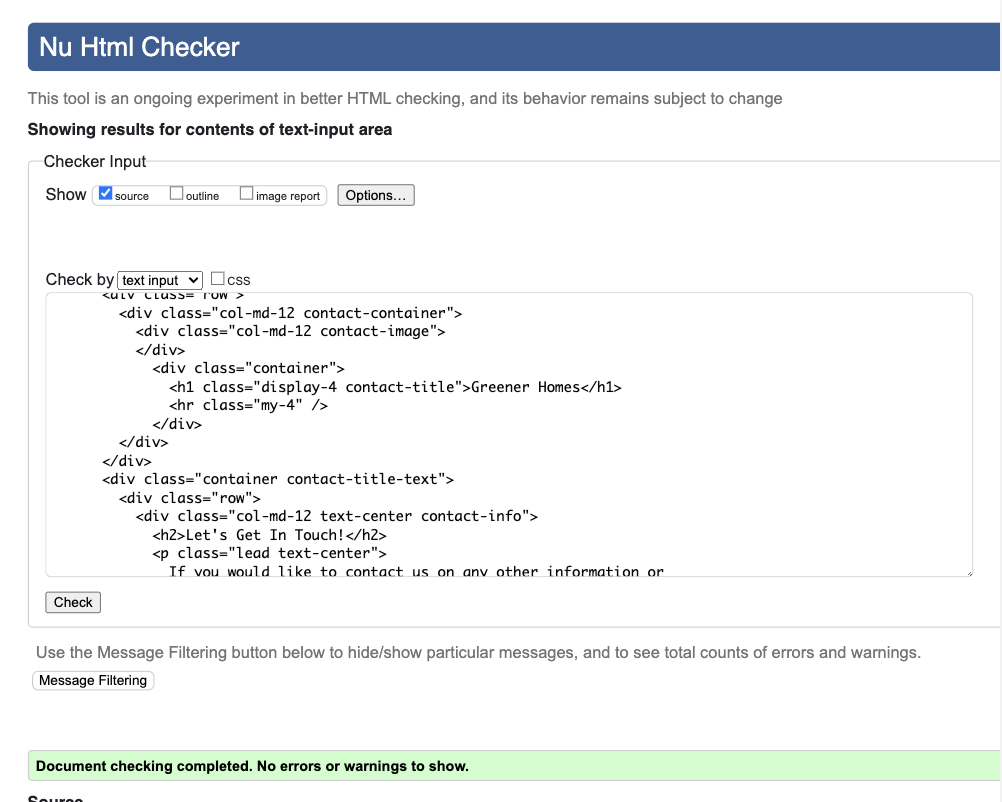 Nu Html Checker
This tool is an ongoing experiment in better HTML checking, and its behavior remains subject to change
Showing results for contents of text-input area
Checker Input
Show source outline image report Options...
Check by text input CSS
<div class="row">
<div class="col-md-12 contact-container">
<div class="col-md-12 contact-image">
</div>
<div class="container">
<h1 class="display-4 contact-title">Greener Homes</h1>
<hr class="my-4" />
</div>
</div>
</div>
<div class="container contact-title-text">
<div class="row">
<div class="col-md-12 text-center contact-info">
<h2>Let's Get In Touch!</h2>
<p class="lead text-center">
If you would like to contact us on any other information or
Check
Use the Message Filtering button below to hide/show particular messages, and to see total counts of errors and warnings.
Message Filtering
Document checking completed. No errors or warnings to show.
Source